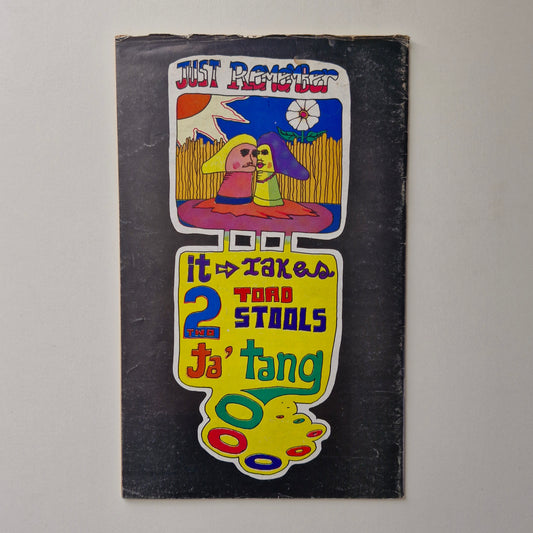 JUST Remember
it ⇨ Takes
2 TOAD
TWO STOOLS
ta' tang